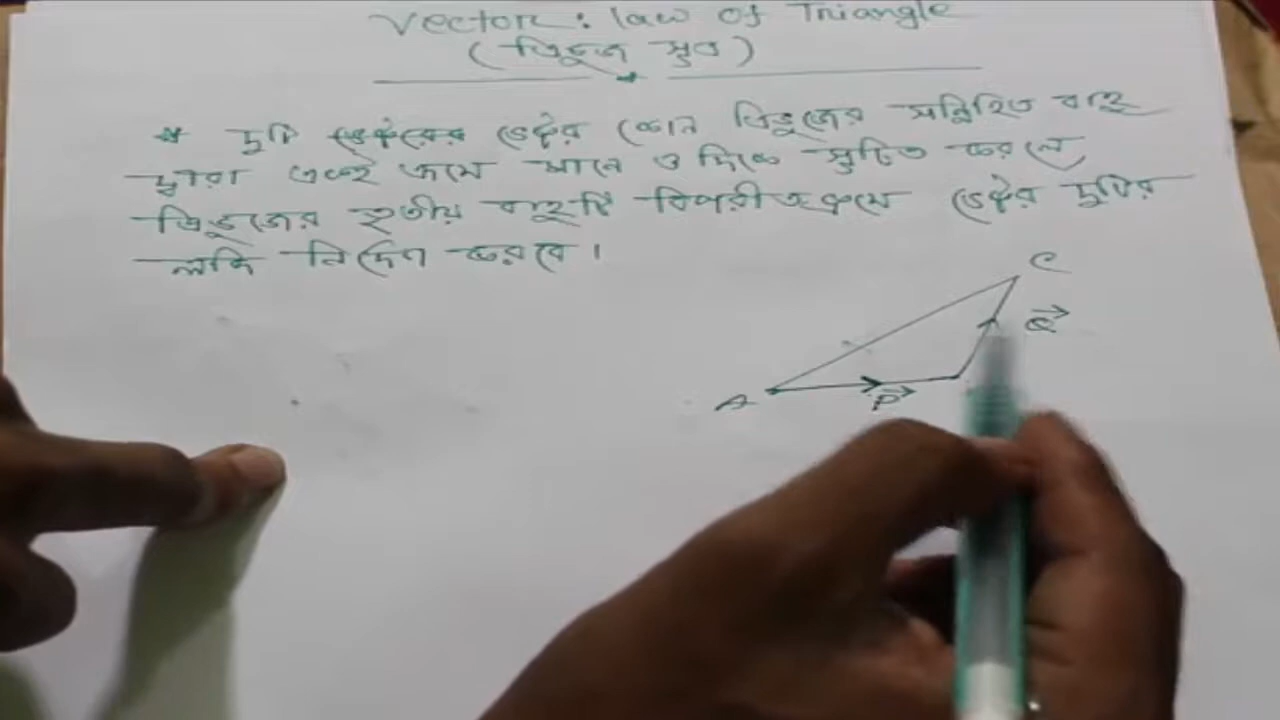 Vector: law of Triangle
(ত্রিভুজ সূত্র)
* দুটি ভেক্টরের ভেক্টর কোন ত্রিভুজের সন্নিহিত বাহু
দ্বারা একই ক্রমে মানে ও দিকে সূচিত করলে
ত্রিভুজের তৃতীয় বাহুটি বিপরীতক্রমে ভেক্টর দুটির
লব্ধি নির্দেশ করবে।
C
Q
A
P